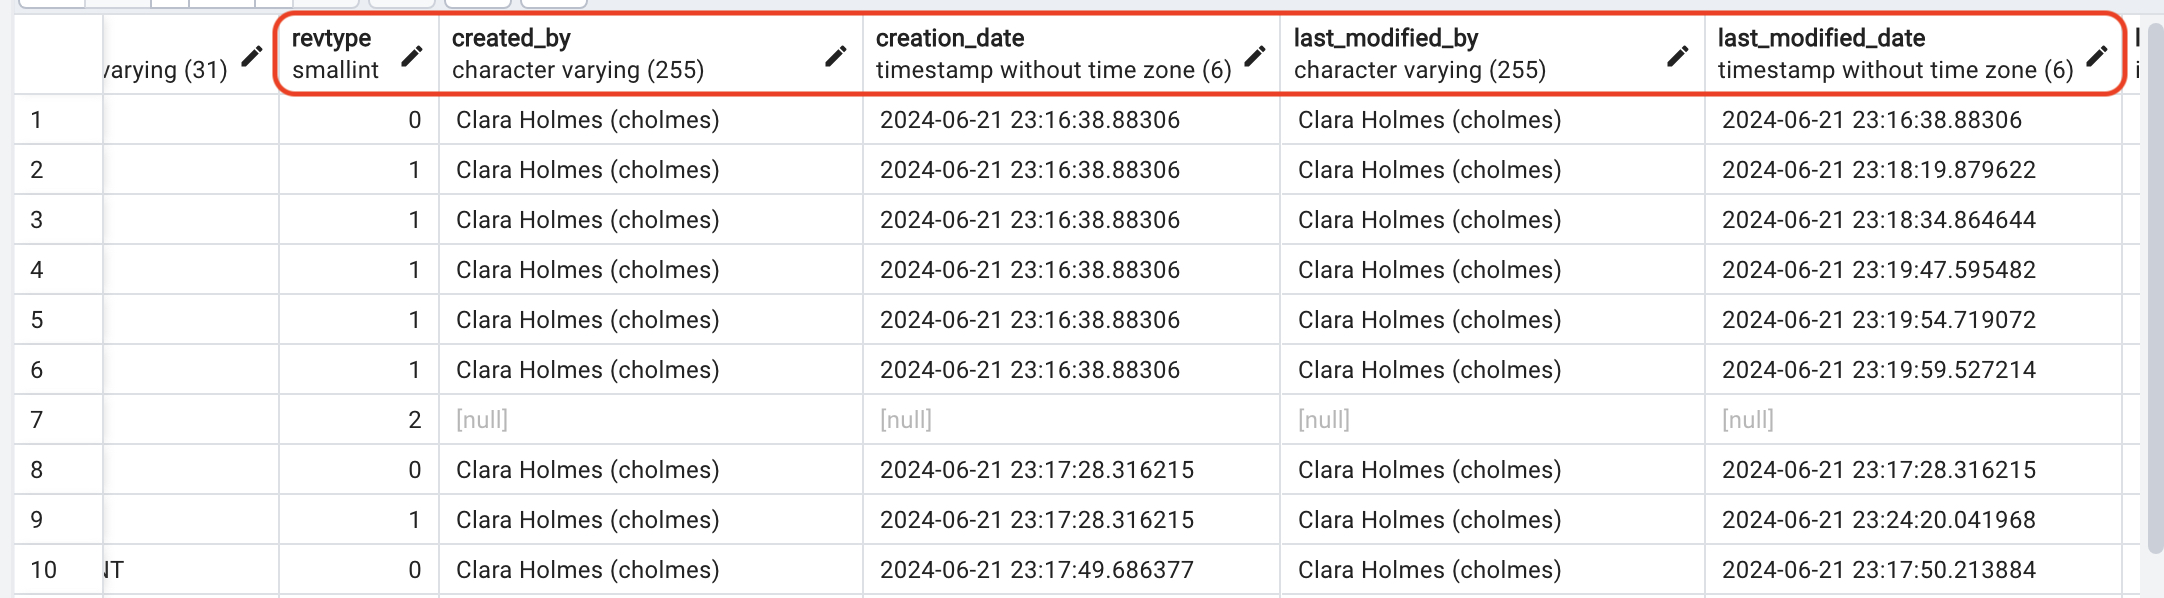 varying (31) revtype smallint created_by character varying (255) creation_date timestamp without time zone (6) last_modified_by character varying (255) last_modified_date timestamp without time zone (6)
1 0 Clara Holmes (cholmes) 2024-06-21 23:16:38.88306 Clara Holmes (cholmes) 2024-06-21 23:16:38.88306
2 1 Clara Holmes (cholmes) 2024-06-21 23:16:38.88306 Clara Holmes (cholmes) 2024-06-21 23:18:19.879622
3 1 Clara Holmes (cholmes) 2024-06-21 23:16:38.88306 Clara Holmes (cholmes) 2024-06-21 23:18:34.864644
4 1 Clara Holmes (cholmes) 2024-06-21 23:16:38.88306 Clara Holmes (cholmes) 2024-06-21 23:19:47.595482
5 1 Clara Holmes (cholmes) 2024-06-21 23:16:38.88306 Clara Holmes (cholmes) 2024-06-21 23:19:54.719072
6 1 Clara Holmes (cholmes) 2024-06-21 23:16:38.88306 Clara Holmes (cholmes) 2024-06-21 23:19:59.527214
7 2 [null] [null] [null] [null]
8 0 Clara Holmes (cholmes) 2024-06-21 23:17:28.316215 Clara Holmes (cholmes) 2024-06-21 23:17:28.316215
9 1 Clara Holmes (cholmes) 2024-06-21 23:17:28.316215 Clara Holmes (cholmes) 2024-06-21 23:24:20.041968
10 NT 0 Clara Holmes (cholmes) 2024-06-21 23:17:49.686377 Clara Holmes (cholmes) 2024-06-21 23:17:50.213884